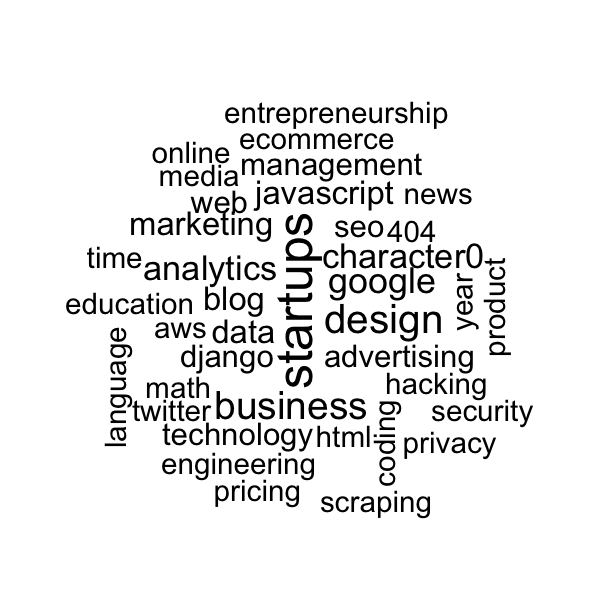 entrepreneurship
ecommerce
online
management
media
javascript
news
web
marketing
seo
404
time
analytics
character0
google
startups
year
product
education
blog
design
aws
data
django
advertising
language
math
hacking
twitter
business
security
technology
html
coding
privacy
engineering
pricing
scraping